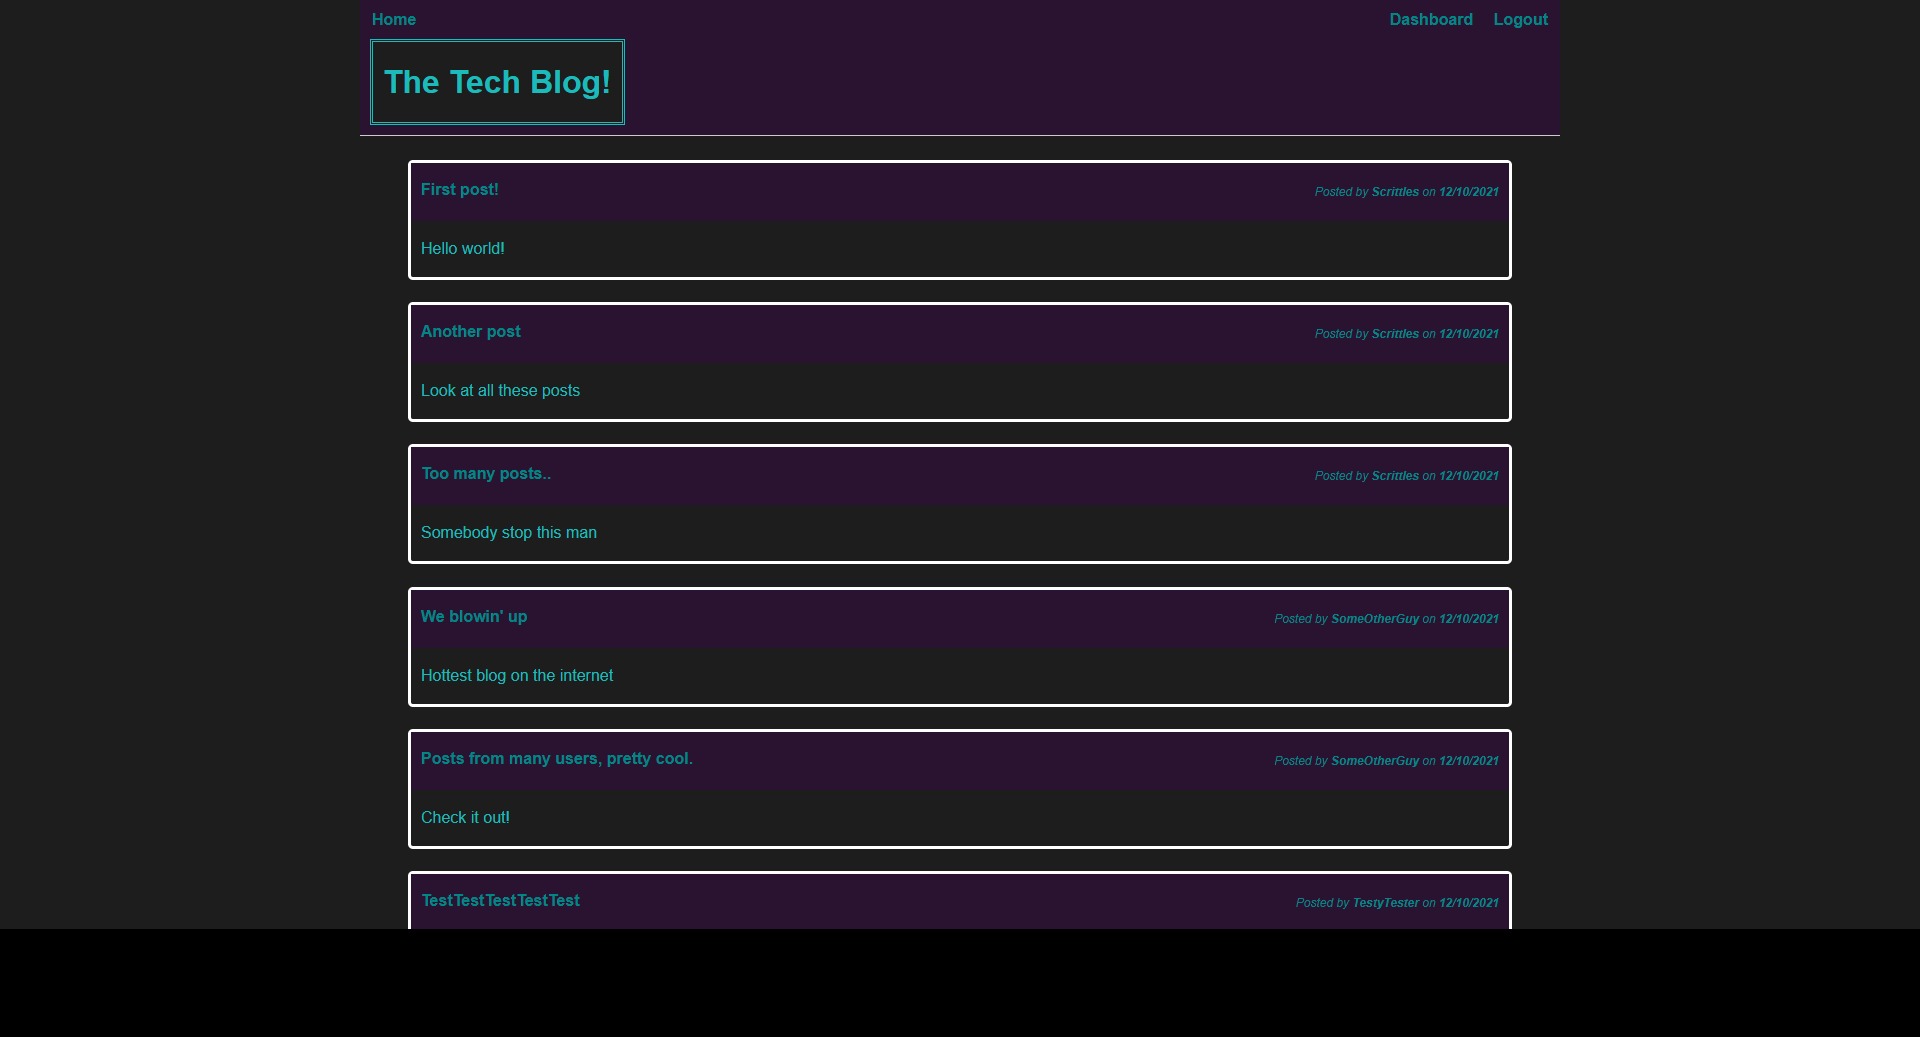 Home Dashboard Logout
The Tech Blog!
First post! Posted by Scrittles on 12/10/2021
Hello world!
Another post Posted by Scrittles on 12/10/2021
Look at all these posts
Too many posts.. Posted by Scrittles on 12/10/2021
Somebody stop this man
We blowin' up Posted by SomeOtherGuy on 12/10/2021
Hottest blog on the internet
Posts from many users, pretty cool. Posted by SomeOtherGuy on 12/10/2021
Check it out!
TestTestTestTestTest Posted by TestyTester on 12/10/2021